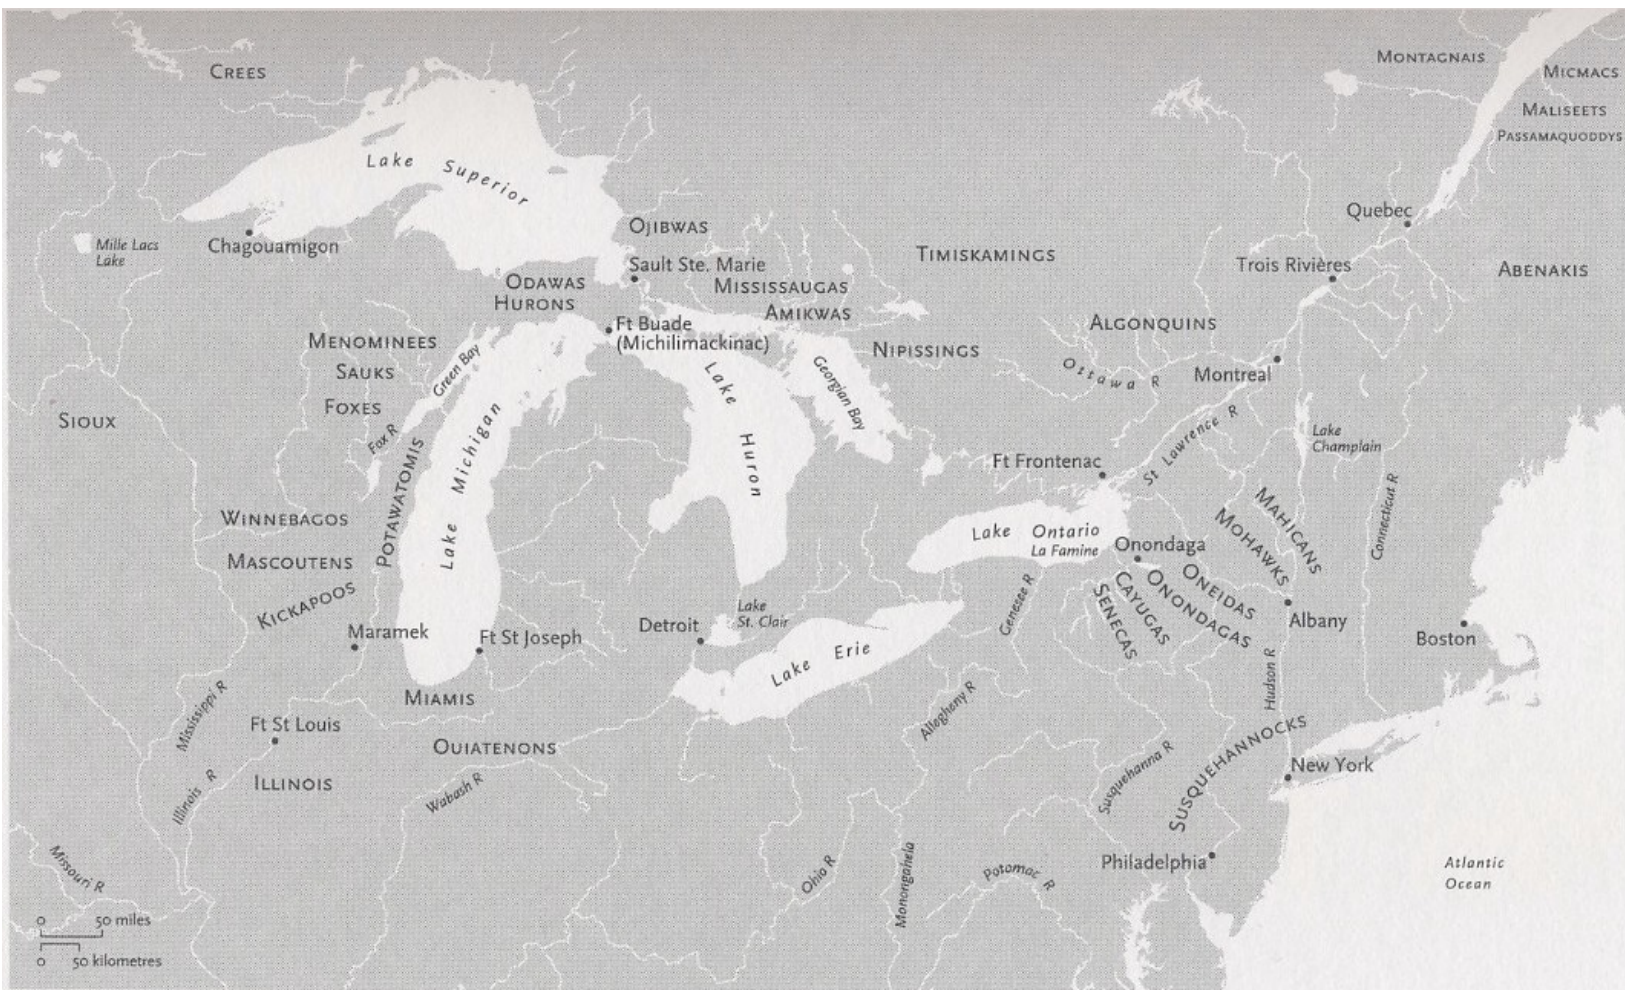 CREES
MONTAGNAIS
MICMACS
MALISEETS
PASSAMAQUODDYS
Lake Superior
Quebec
OJIBWAS
Mille Lacs
Lake
Chagouamigon
TIMISKAMINGS
Sault Ste. Marie
Trois Rivières
ABENAKIS
ODAWAS
HURONS
MISSISSAUGAS
AMIKWAS
Ft Buade
(Michilimackinac)
ALGONQUINS
MENOMINEES
SAUKS
Green Bay
NIPISSINGS
Ottawa R
Montreal
FOXES
SIOUX
Fox R
Lake Michigan
Lake Huron
Georgian Bay
St Lawrence R
Lake
Champlain
POTAWATOMIS
Ft Frontenac
Connecticut R
WINNEBAGOS
Lake Ontario
La Famine
Onondaga
MOHAWKS
MAHICANS
MASCOUTENS
KICKAPOOS
Genesee R
SENECAS
CAYUGAS
ONONDAGAS
ONEIDAS
Albany
Boston
Maramek
Ft St Joseph
Detroit
Lake
St. Clair
Lake Erie
Hudson R
MIAMIS
Mississippi R
Allegheny R
Ft St Louis
OUIATENONS
SUSQUEHANNOCKS
New York
ILLINOIS
Illinois R
Wabash R
Susquehanna R
Missouri R
Ohio R
Monongahela
Potomac R
Philadelphia
Atlantic
Ocean
0 50 miles
0 50 kilometres